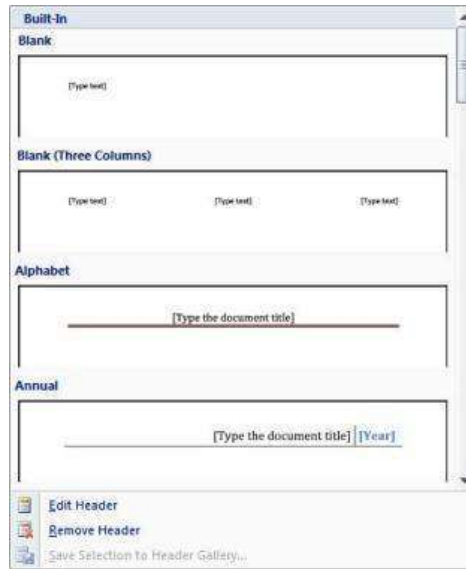 Built-In
Blank
[Type text]
Blank (Three Columns)
[Type text] [Type text] [Type text]
Alphabet
[Type the document title]
Annual
[Type the document title] [Year]
Edit Header
Remove Header
Save Selection to Header Gallery...